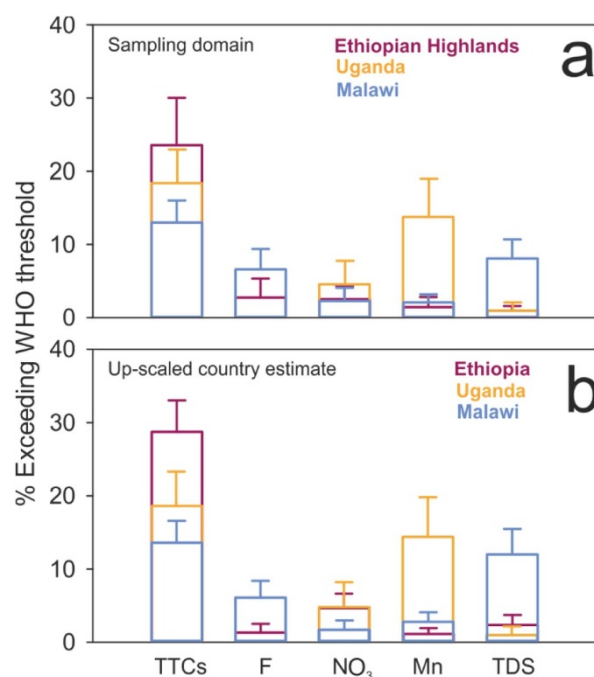 % Exceeding WHO threshold
40
30
20
10
0
Sampling domain
Ethiopian Highlands
Uganda
Malawi
a
40
30
20
10
0
Up-scaled country estimate
Ethiopia
Uganda
Malawi
b
TTCs F NO₃ Mn TDS